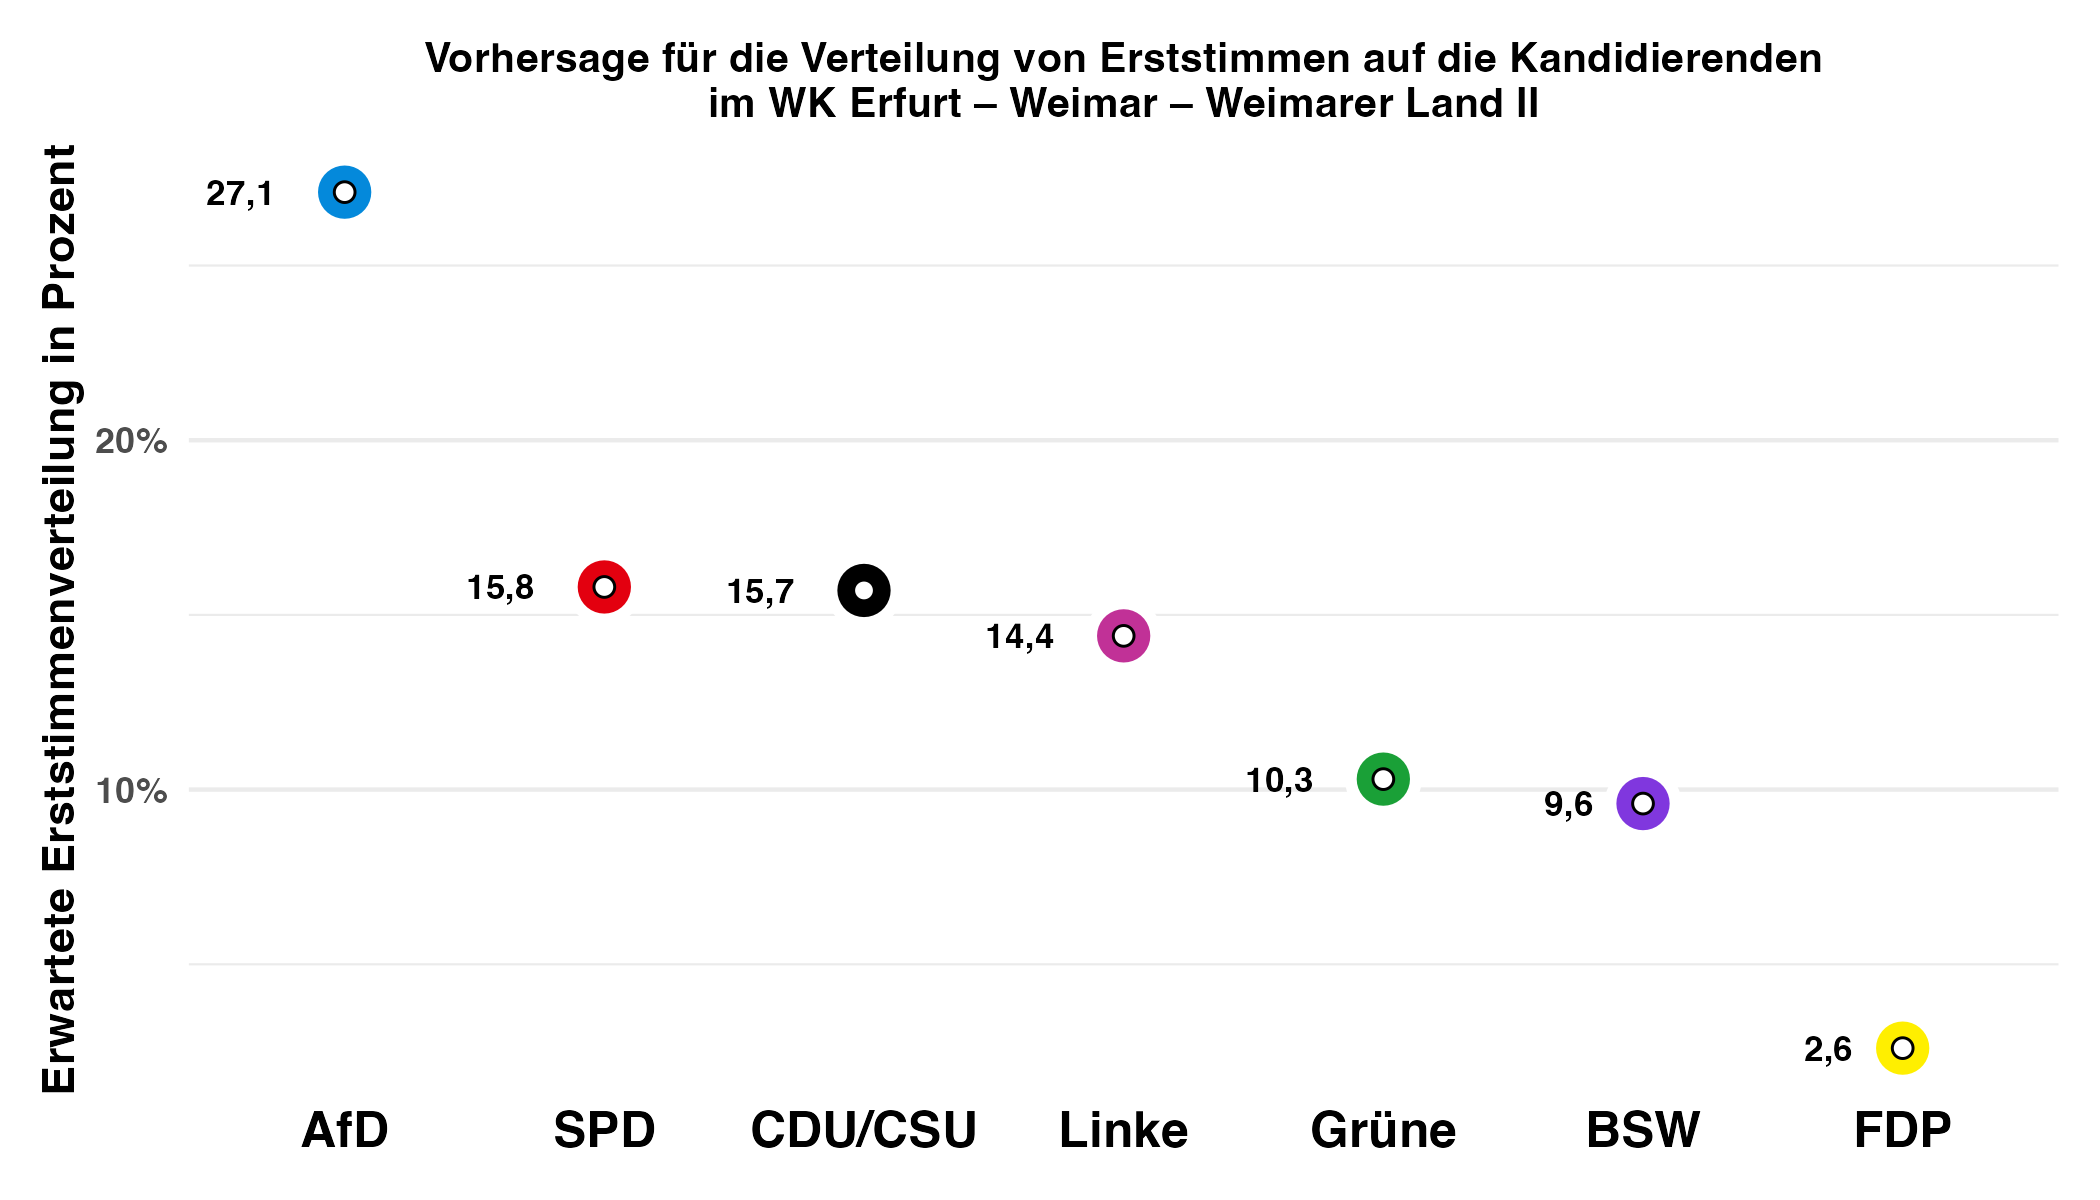 Vorhersage für die Verteilung von Erststimmen auf die Kandidierenden
im WK Erfurt – Weimar – Weimarer Land II
Erwartete Erststimmenverteilung in Prozent
27,1
20%
15,8
15,7
14,4
10,3
10%
9,6
2,6
AfD
SPD
CDU/CSU
Linke
Grüne
BSW
FDP